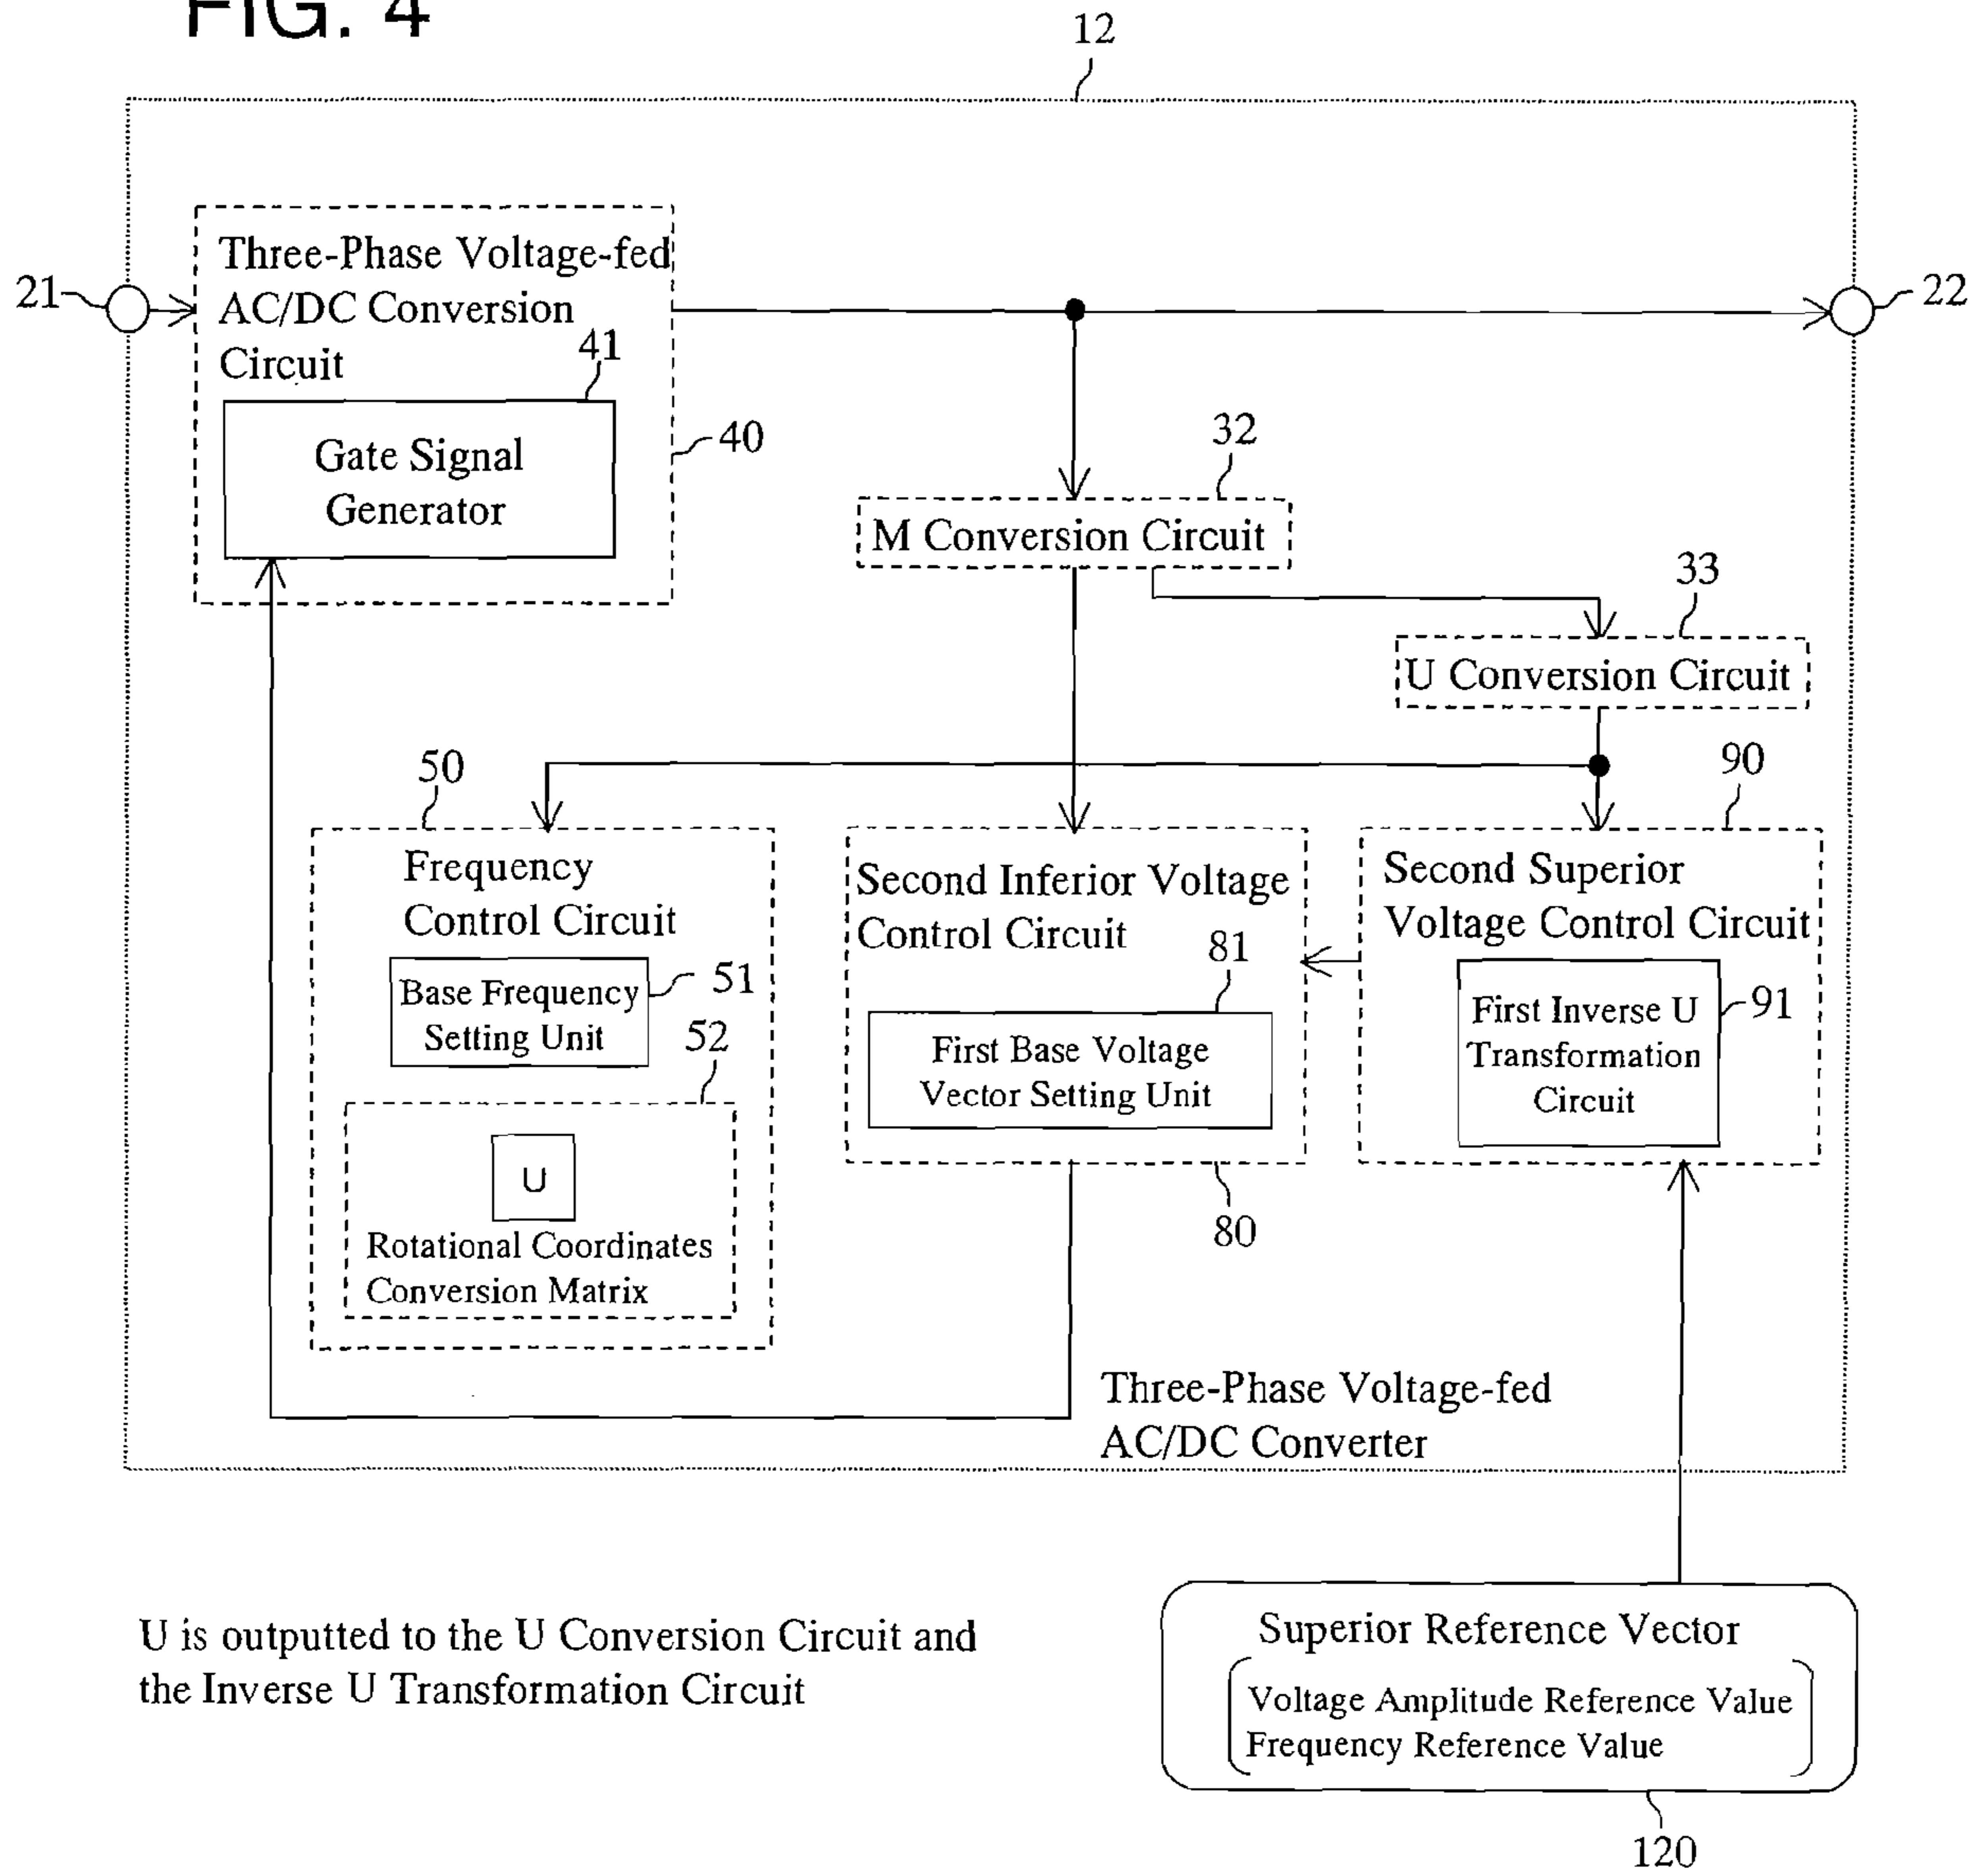 FIG. 4
12
Three-Phase Voltage-fed
AC/DC Conversion
Circuit
21
22
41
Gate Signal
Generator
40
32
M Conversion Circuit
33
U Conversion Circuit
50
90
Frequency
Control Circuit
Second Inferior Voltage
Control Circuit
Second Superior
Voltage Control Circuit
81
51
Base Frequency
Setting Unit
52
First Base Voltage
Vector Setting Unit
First Inverse U
Transformation
Circuit
91
U
Rotational Coordinates
Conversion Matrix
80
Three-Phase Voltage-fed
AC/DC Converter
U is outputted to the U Conversion Circuit and
the Inverse U Transformation Circuit
Superior Reference Vector
Voltage Amplitude Reference Value
Frequency Reference Value
120